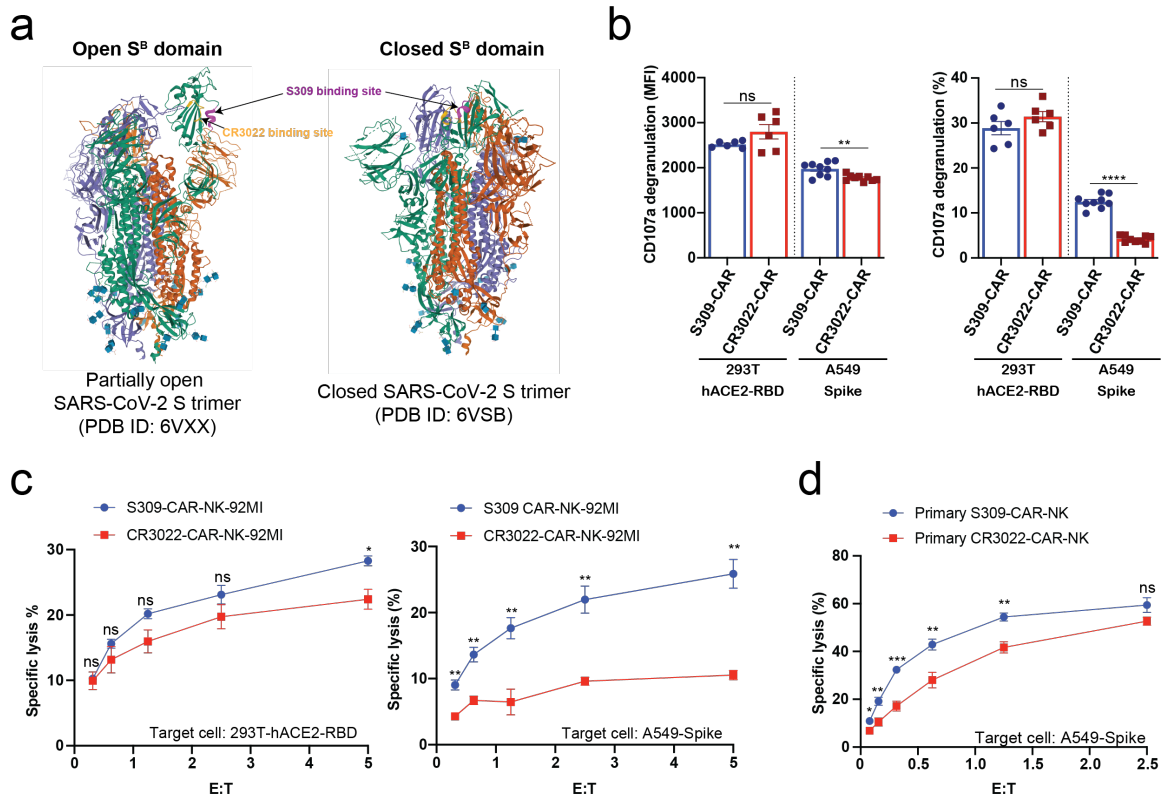 a
Open Sᴮ domain
Closed Sᴮ domain
S309 binding site
CR3022 binding site
Partially open
SARS-CoV-2 S trimer
(PDB ID: 6VXX)
Closed SARS-CoV-2 S trimer
(PDB ID: 6VSB)
b
CD107a degranulation (MFI)
4000
3000
2000
1000
0
ns
**
S309-CAR
CR3022-CAR
S309-CAR
CR3022-CAR
293T
hACE2-RBD
A549
Spike
CD107a degranulation (%)
40
30
20
10
0
ns
****
S309-CAR
CR3022-CAR
S309-CAR
CR3022-CAR
293T
hACE2-RBD
A549
Spike
c
S309-CAR-NK-92MI
CR3022-CAR-NK-92MI
Specific lysis %
30
20
10
0
ns
ns
ns
ns
*
Target cell: 293T-hACE2-RBD
0 1 2 3 4 5
E:T
S309 CAR-NK-92MI
CR3022-CAR-NK-92MI
Specific lysis (%)
30
20
10
0
**
**
**
**
**
Target cell: A549-Spike
0 1 2 3 4 5
E:T
d
Primary S309-CAR-NK
Primary CR3022-CAR-NK
Specific lysis (%)
80
60
40
20
0
*
**
***
**
**
ns
Target cell: A549-Spike
0 0.5 1.0 1.5 2.0 2.5
E:T